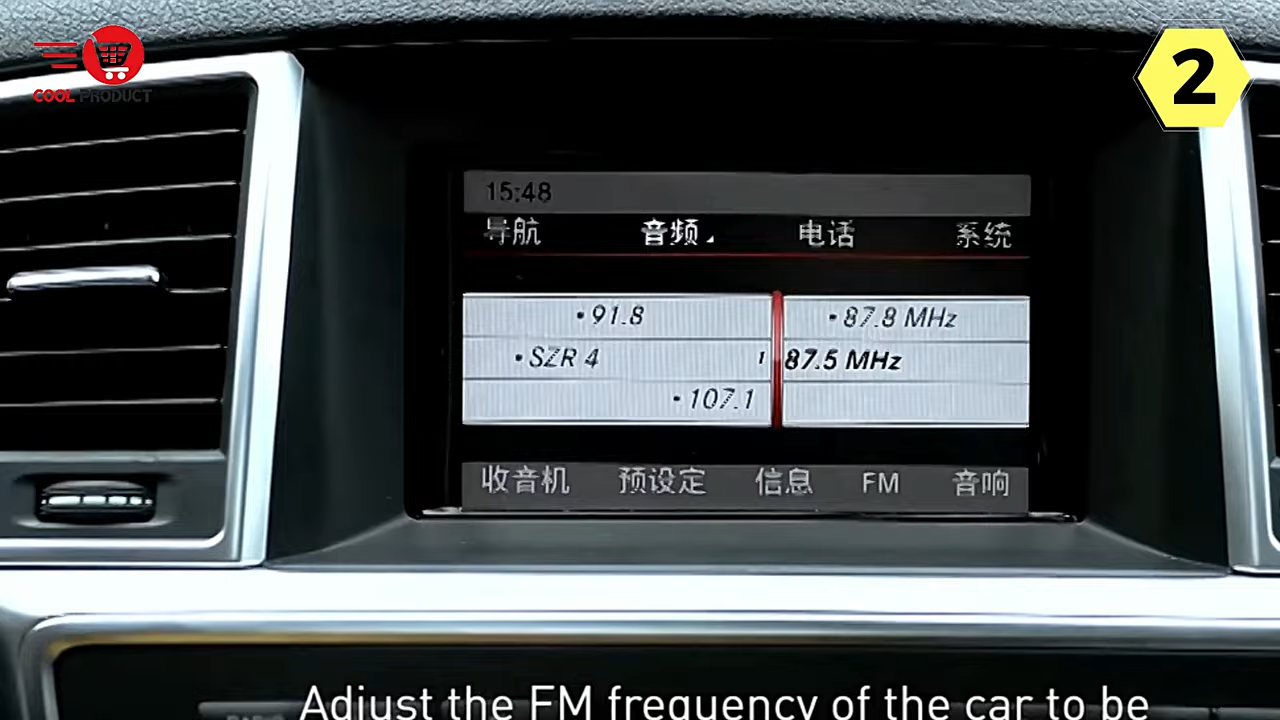 COOL PRODUCT
2
15:48
导航 音频 电话 系统
•91.8 •87.8 MHz
•SZR 4 1 87.5 MHz
•107.1
收音机 预设定 信息 FM 音响
Adjust the FM frequency of the car to be